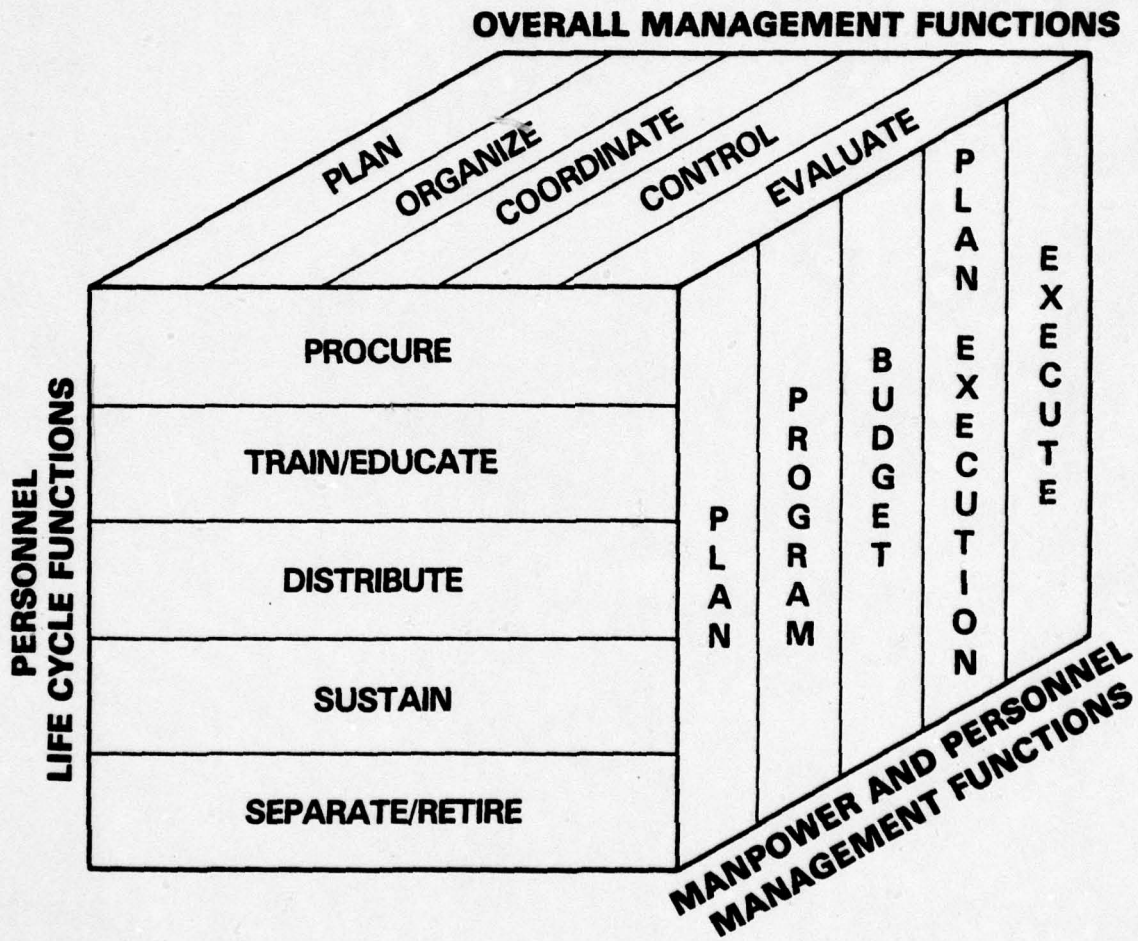 OVERALL MANAGEMENT FUNCTIONS
PLAN
ORGANIZE
COORDINATE
CONTROL
EVALUATE
PERSONNEL
LIFE CYCLE FUNCTIONS
PROCURE
TRAIN/EDUCATE
DISTRIBUTE
SUSTAIN
SEPARATE/RETIRE
PLAN
PROGRAM
BUDGET
PLAN EXECUTION
EXECUTE
MANPOWER AND PERSONNEL
MANAGEMENT FUNCTIONS